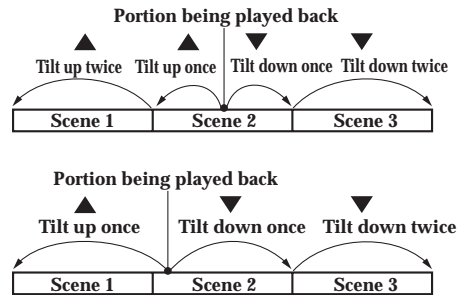 Portion being played back
▲ ▲ ▼ ▼
Tilt up twice Tilt up once Tilt down once Tilt down twice
Scene 1 Scene 2 Scene 3
Portion being played back
▲ ▼ ▼
Tilt up once Tilt down once Tilt down twice
Scene 1 Scene 2 Scene 3